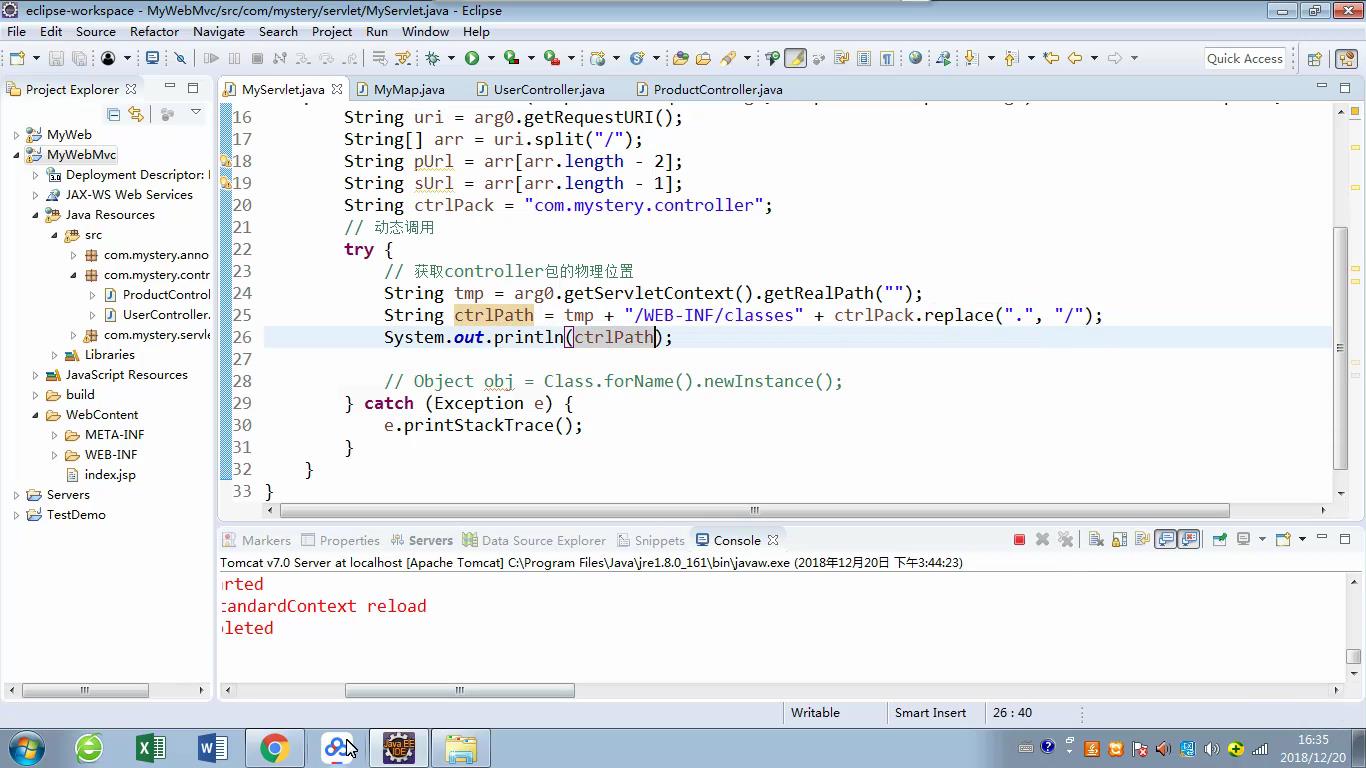 eclipse-workspace - MyWebMvc/src/com/mystery/servlet/MyServlet.java - Eclipse
File Edit Source Refactor Navigate Search Project Run Window Help
Quick Access
Project Explorer
MyServlet.java MyMap.java UserController.java ProductController.java
MyWeb
MyWebMvc
Deployment Descriptor:
JAX-WS Web Services
Java Resources
src
com.mystery.anno
com.mystery.contr
ProductControl
UserController.
com.mystery.servle
Libraries
JavaScript Resources
build
WebContent
META-INF
WEB-INF
index.jsp
Servers
TestDemo
16 String uri = arg0.getRequestURI();
17 String[] arr = uri.split("/");
18 String pUrl = arr[arr.length - 2];
19 String sUrl = arr[arr.length - 1];
20 String ctrlPack = "com.mystery.controller";
21 // 动态调用
22 try {
23 // 获取controller包的物理位置
24 String tmp = arg0.getServletContext().getRealPath("");
25 String ctrlPath = tmp + "/WEB-INF/classes" + ctrlPack.replace(".", "/");
26 System.out.println(ctrlPath);
27
28 // Object obj = Class.forName().newInstance();
29 } catch (Exception e) {
30 e.printStackTrace();
31 }
32 }
33 }
Markers Properties Servers Data Source Explorer Snippets Console
Tomcat v7.0 Server at localhost [Apache Tomcat] C:\Program Files\Java\jre1.8.0_161\bin\javaw.exe (2018年12月20日 下午3:44:23)
rted
tandardContext reload
leted
Writable Smart Insert 26 : 40
Java EE
IDE
16:35
2018/12/20